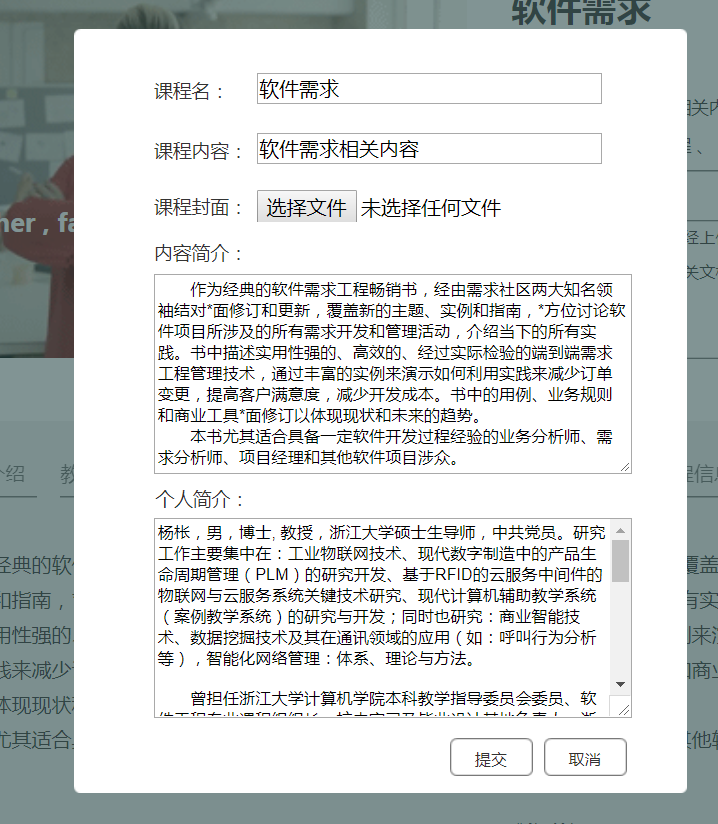 软件需求
课程名：
软件需求
课程内容：
软件需求相关内容
课程封面：
选择文件 未选择任何文件
内容简介：
作为经典的软件需求工程畅销书，经由需求社区两大知名领
袖结对*面修订和更新，覆盖新的主题、实例和指南，*方位讨论软
件项目所涉及的所有需求开发和管理活动，介绍当下的所有实
践。书中描述实用性强的、高效的、经过实际检验的端到端需求
工程管理技术，通过丰富的实例来演示如何利用实践来减少订单
变更，提高客户满意度，减少开发成本。书中的用例、业务规则
和商业工具*面修订以体现现状和未来的趋势。
本书尤其适合具备一定软件开发过程经验的业务分析师、需
求分析师、项目经理和其他软件项目涉众。
个人简介：
杨枨，男，博士, 教授，浙江大学硕士生导师，中共党员。研究
工作主要集中在：工业物联网技术、现代数字制造中的产品生
命周期管理（PLM）的研究开发、基于RFID的云服务中间件的
物联网与云服务系统关键技术研究、现代计算机辅助教学系统
（案例教学系统）的研究与开发；同时也研究：商业智能技
术、数据挖掘技术及其在通讯领域的应用（如：呼叫行为分析
等），智能化网络管理：体系、理论与方法。
曾担任浙江大学计算机学院本科教学指导委员会委员、软
提交
取消